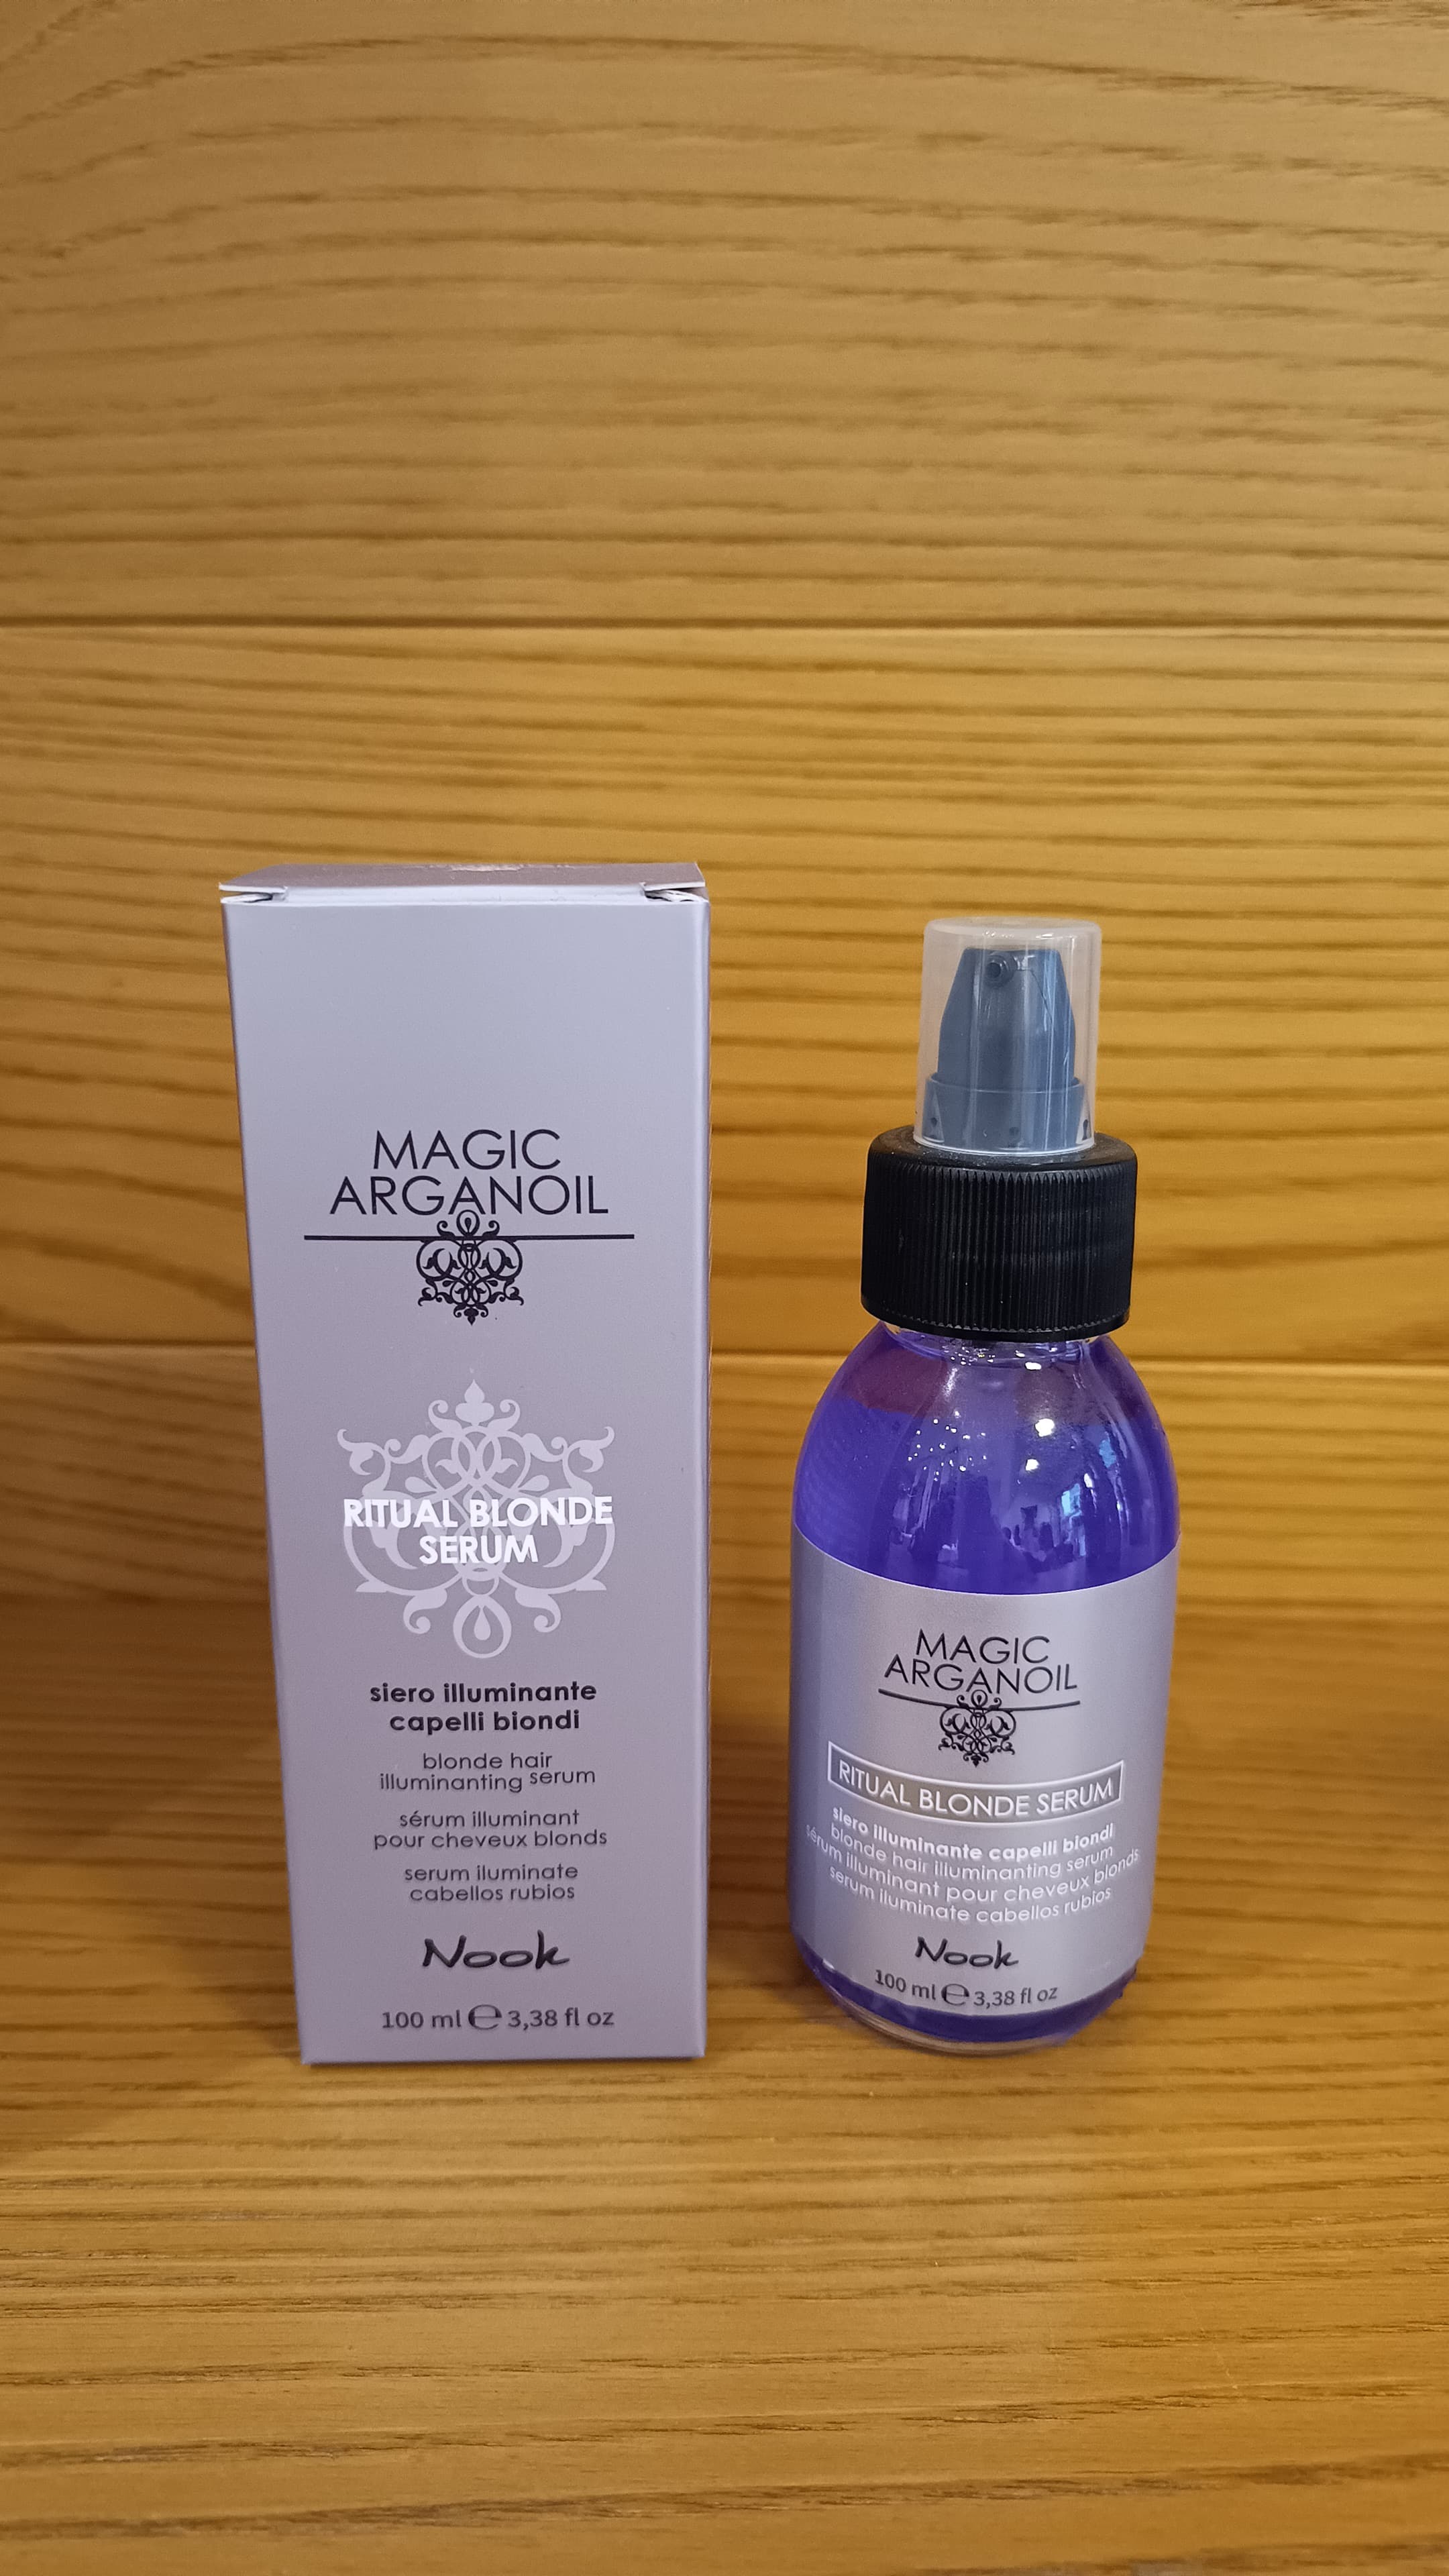 MAGIC
ARGANOIL
RITUAL BLONDE
SERUM
siero illuminante
capelli biondi
blonde hair
illuminanting serum
sérum illuminant
pour cheveux blonds
serum iluminate
cabellos rubios
Nook
100 ml ℮ 3,38 fl oz
MAGIC
ARGANOIL
RITUAL BLONDE SERUM
siero illuminante capelli biondi
blonde hair illuminanting serum
sérum illuminant pour cheveux blonds
serum iluminate cabellos rubios
Nook
100 ml ℮ 3,38 fl oz